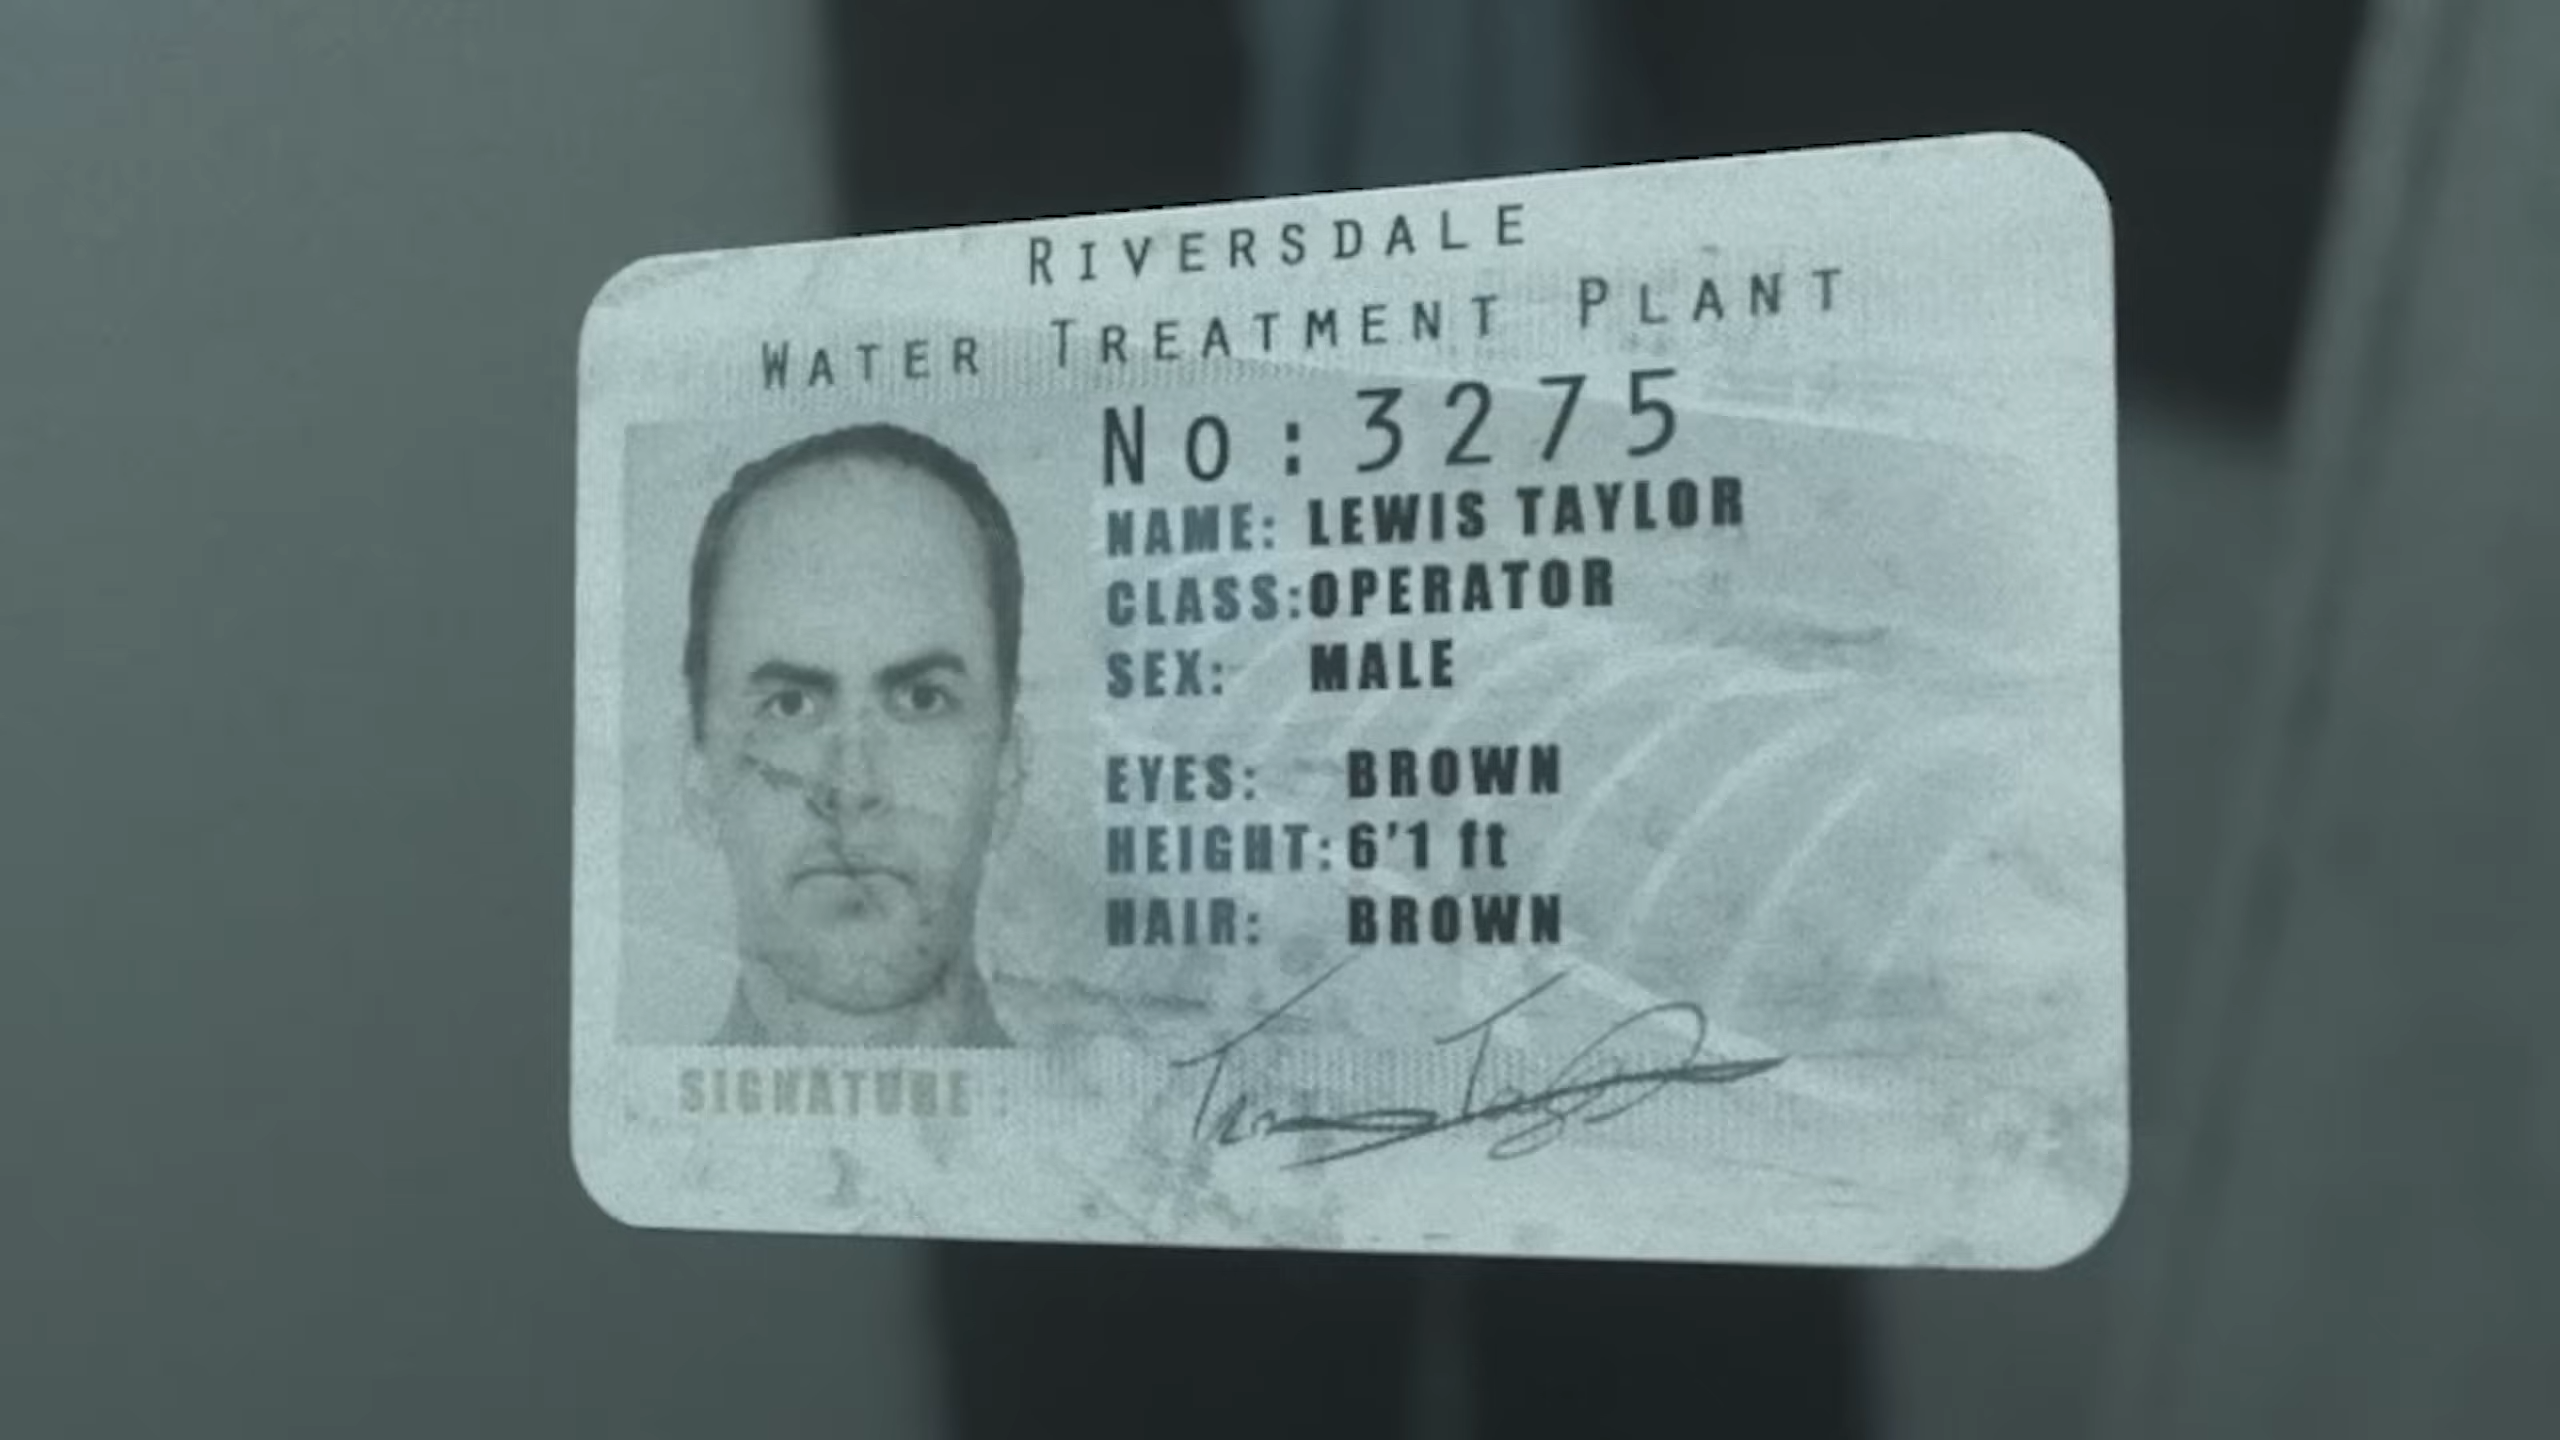 RIVERSDALE
WATER TREATMENT PLANT
No: 3275
NAME: LEWIS TAYLOR
CLASS: OPERATOR
SEX: MALE
EYES: BROWN
HEIGHT: 6'1 ft
HAIR: BROWN
SIGNATURE: